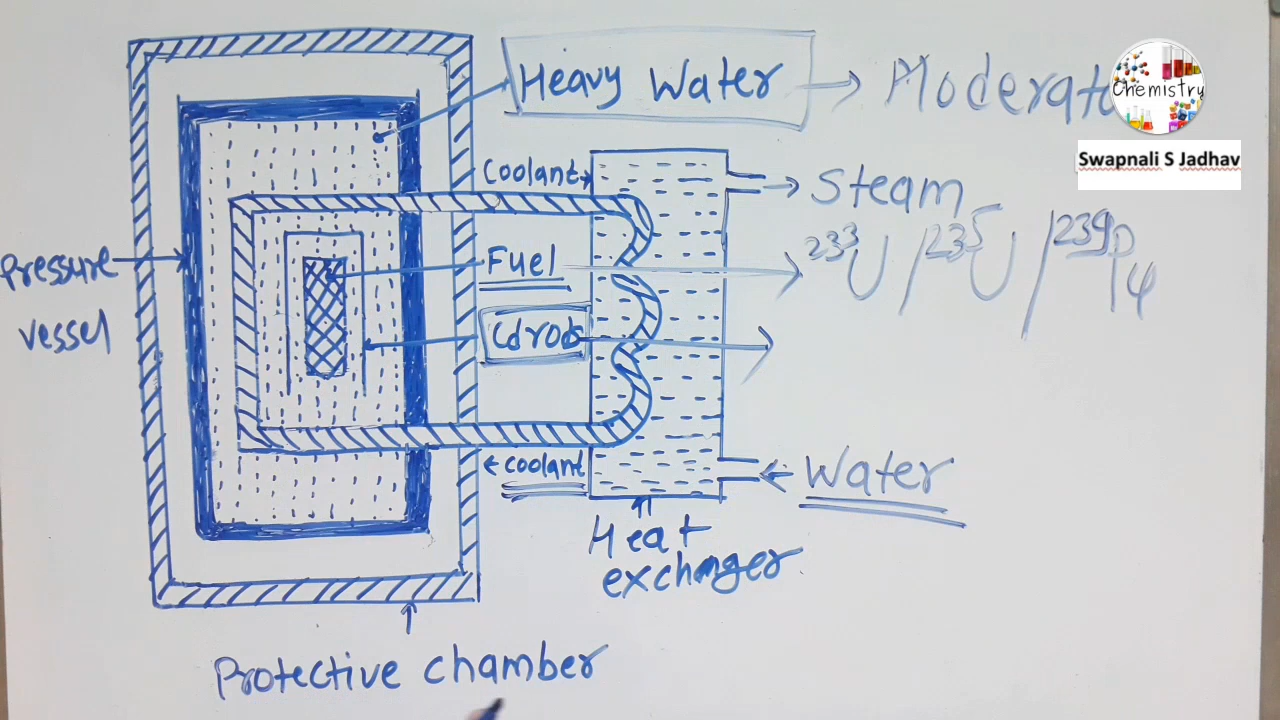 Heavy Water
Moderato
Chemistry
Swapnali S Jadhav
Coolant
Steam
Pressure
vessel
Fuel
233U / 235U / 239Pu
Cd rods
coolant
Water
Heat
exchanger
Protective chamber